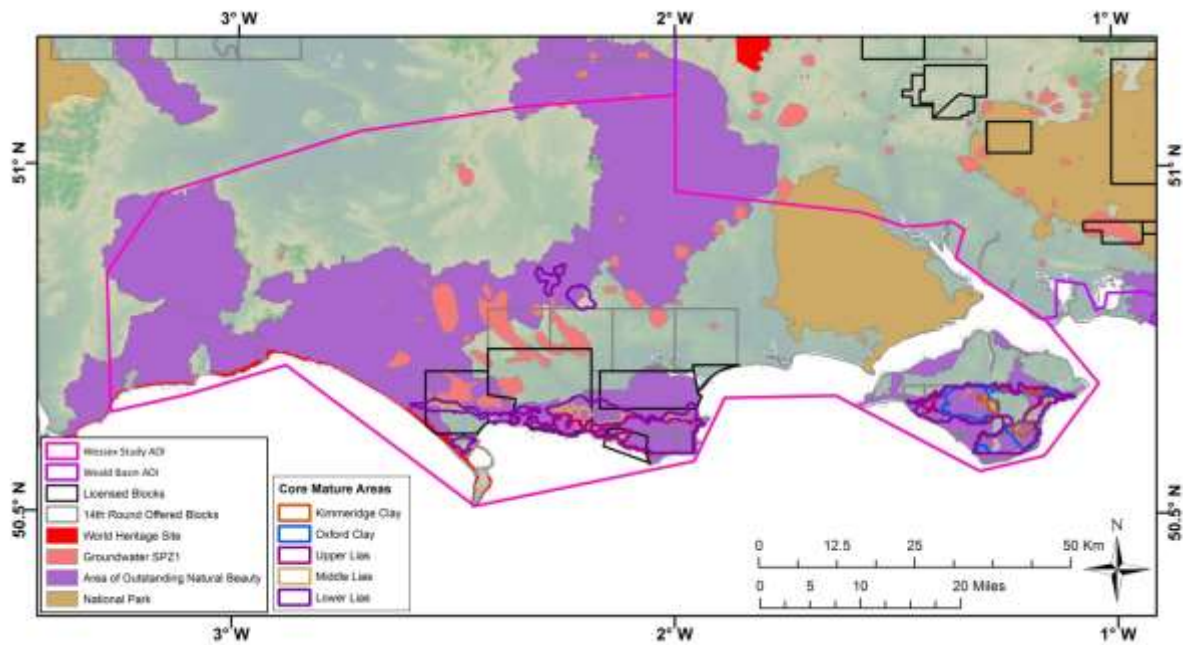 3° W
2° W
1° W
51° N
51° N
50.5° N
50.5° N
Wessex Study AOI
Weald Basin AOI
Licensed Blocks
14th Round Offered Blocks
World Heritage Site
Groundwater SPZ1
Area of Outstanding Natural Beauty
National Park
Core Mature Areas
Kimmeridge Clay
Oxford Clay
Upper Lias
Middle Lias
Lower Lias
N
0 12.5 25 50 Km
0 5 10 20 Miles
3° W
2° W
1° W